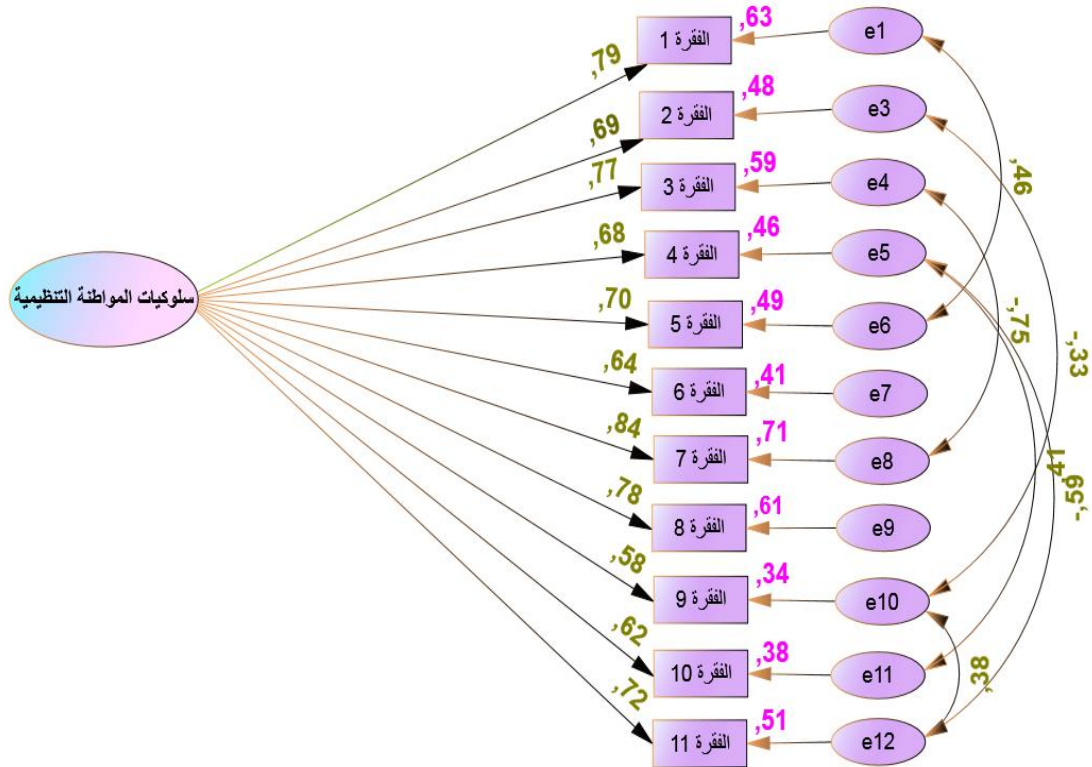 ,63
الفقرة 1
e1
,79
,48
الفقرة 2
e3
,69
,59
الفقرة 3
e4
,77
,46
,46
الفقرة 4
e5
,68
سلوكيات المواطنة التنظيمية
,49
الفقرة 5
e6
,70
-,75
-,33
,41
الفقرة 6
e7
,64
,71
الفقرة 7
e8
,84
,41
-,59
,61
الفقرة 8
e9
,78
,34
الفقرة 9
e10
,58
,38
الفقرة 10
e11
,62
,38
,51
الفقرة 11
e12
,72